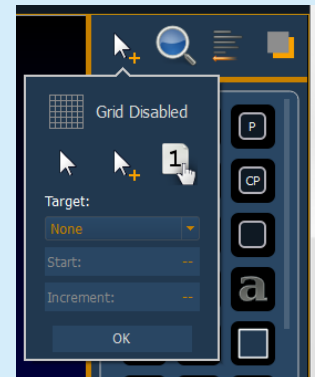 Grid Disabled
P
1
CP
Target:
None
Start: --
Increment: --
a
OK